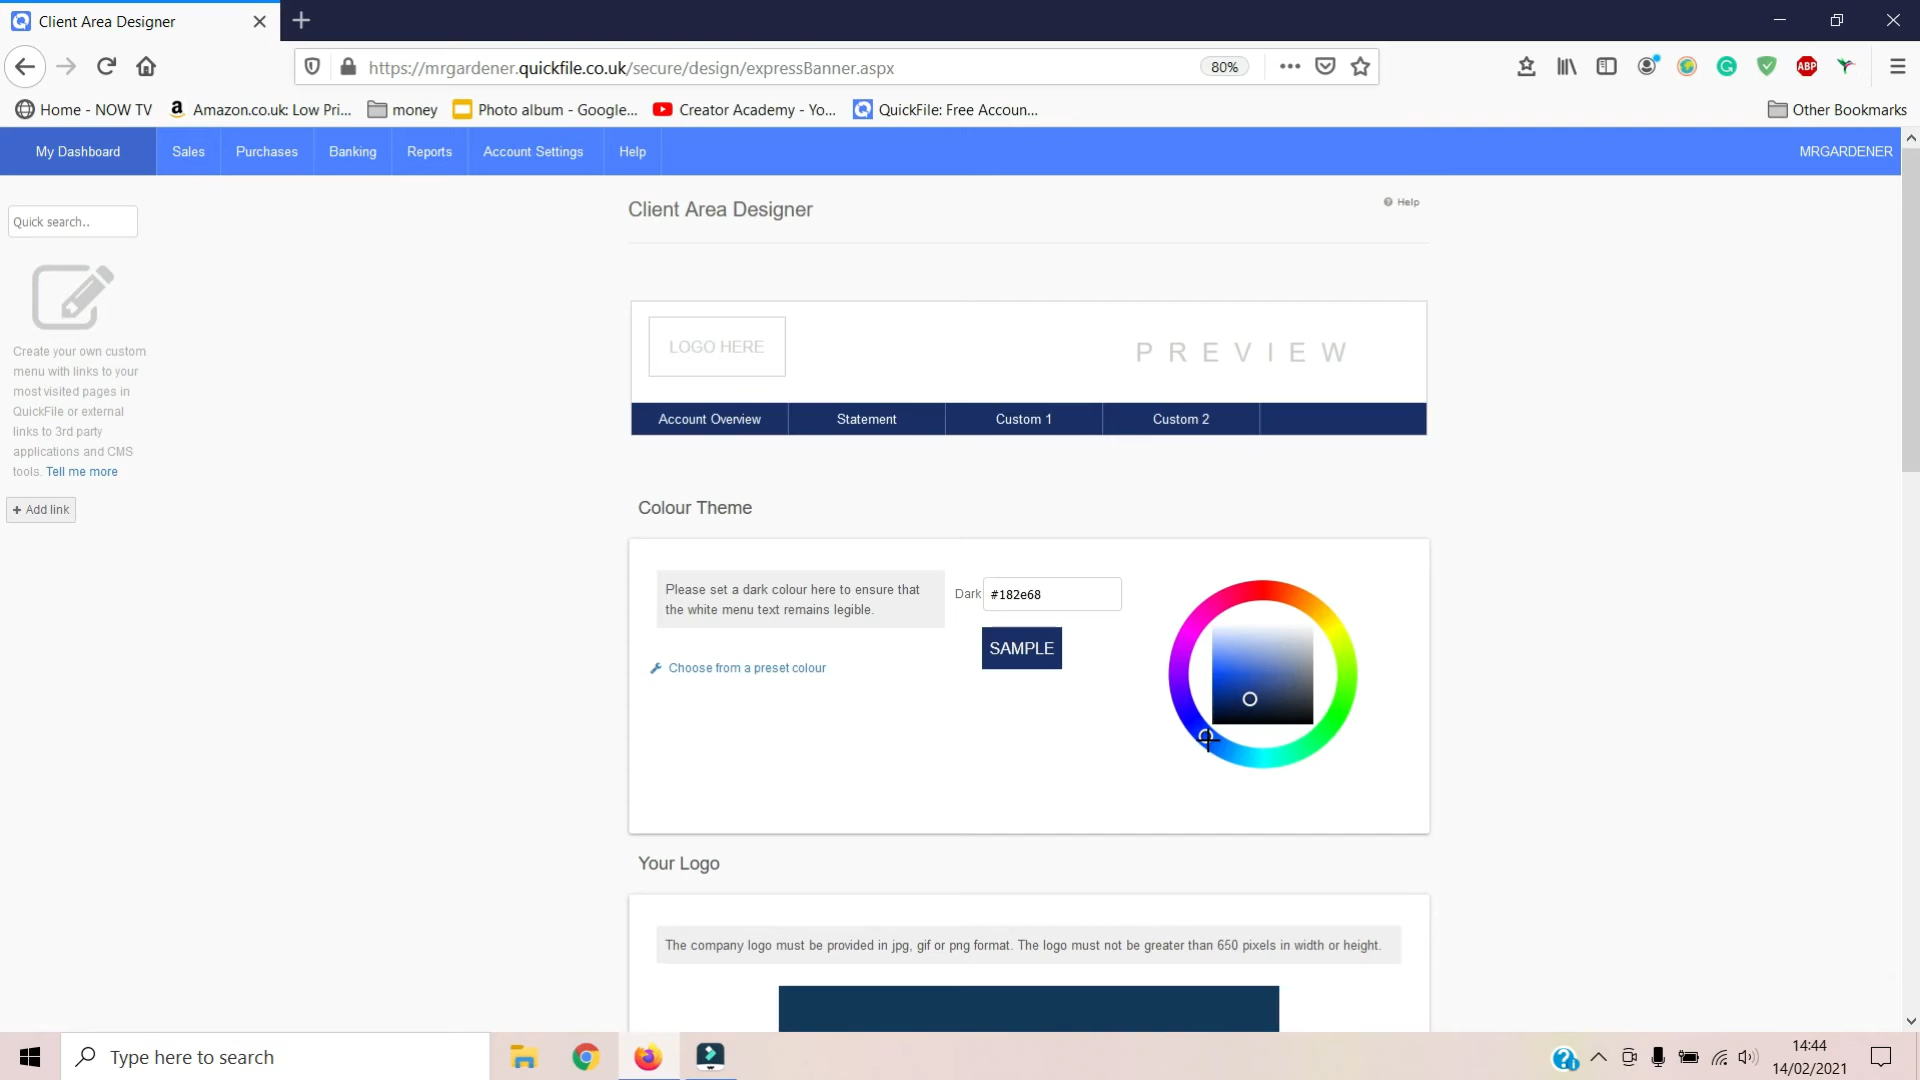 Client Area Designer
https://mrgardener.quickfile.co.uk/secure/design/expressBanner.aspx
80%
ABP
Home - NOW TV
Amazon.co.uk: Low Pri...
money
Photo album - Google...
Creator Academy - Yo...
QuickFile: Free Accoun...
Other Bookmarks
My Dashboard
Sales
Purchases
Banking
Reports
Account Settings
Help
MRGARDENER
Quick search..
Create your own custom
menu with links to your
most visited pages in
QuickFile or external
links to 3rd party
applications and CMS
tools. Tell me more
+ Add link
Client Area Designer
Help
LOGO HERE
PREVIEW
Account Overview
Statement
Custom 1
Custom 2
Colour Theme
Please set a dark colour here to ensure that
the white menu text remains legible.
Choose from a preset colour
Dark
#182e68
SAMPLE
Your Logo
The company logo must be provided in jpg, gif or png format. The logo must not be greater than 650 pixels in width or height.
Type here to search
14:44
14/02/2021